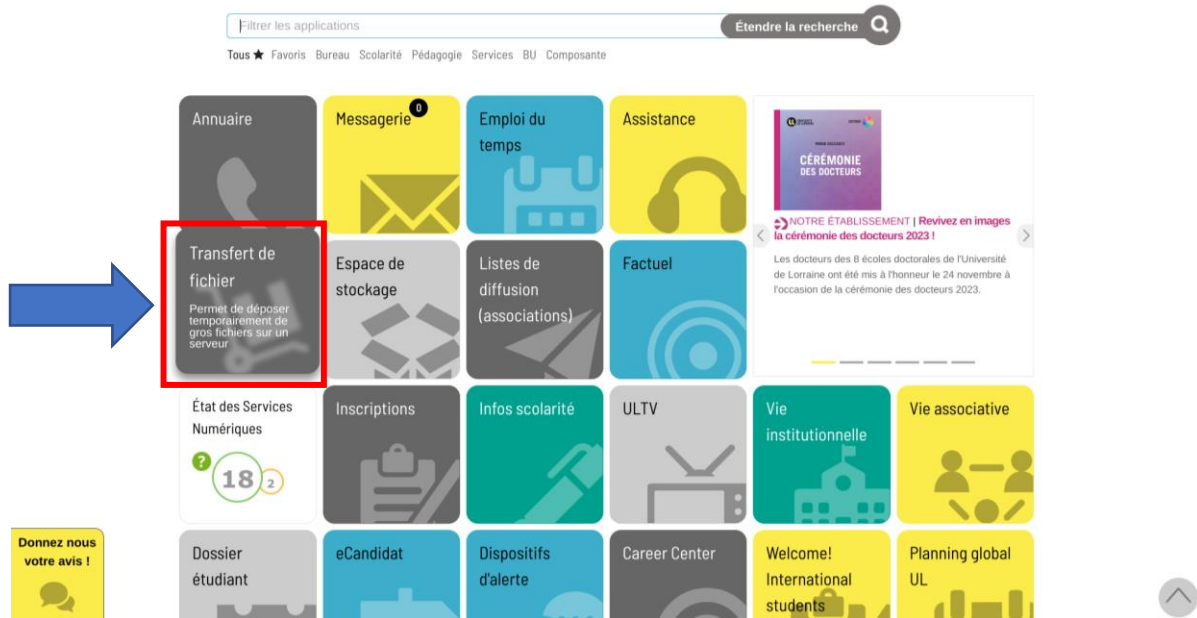 Filtrer les applications
Étendre la recherche
Tous ★ Favoris Bureau Scolarité Pédagogie Services BU Composante
Annuaire
Messagerie
0
Emploi du
temps
Assistance
CÉRÉMONIE
DES DOCTEURS
NOTRE ÉTABLISSEMENT | Revivez en images
la cérémonie des docteurs 2023 !
Les docteurs des 8 écoles doctorales de l'Université
de Lorraine ont été mis à l'honneur le 24 novembre à
l'occasion de la cérémonie des docteurs 2023.
Transfert de
fichier
Permet de déposer
temporairement de
gros fichiers sur un
serveur
Espace de
stockage
Listes de
diffusion
(associations)
Factuel
État des Services
Numériques
?
18
2
Inscriptions
Infos scolarité
ULTV
Vie
institutionnelle
Vie associative
Donnez nous
votre avis !
Dossier
étudiant
eCandidat
Dispositifs
d'alerte
Career Center
Welcome!
International
students
Planning global
UL